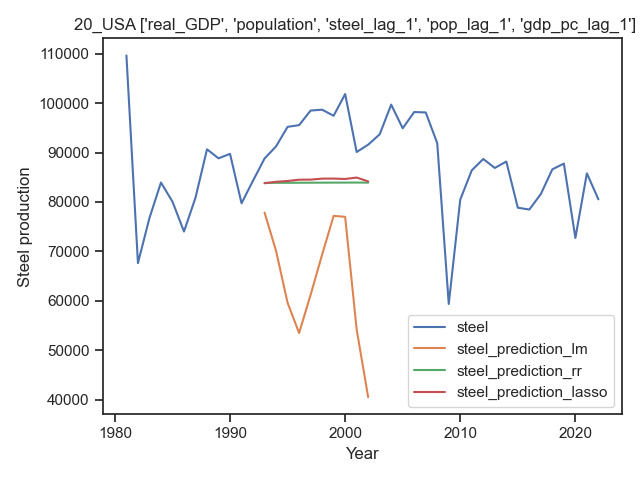 20_USA ['real_GDP', 'population', 'steel_lag_1', 'pop_lag_1', 'gdp_pc_lag_1']
110000
100000
90000
80000
70000
60000
50000
40000
Steel production
1980
1990
2000
2010
2020
Year
steel
steel_prediction_lm
steel_prediction_rr
steel_prediction_lasso